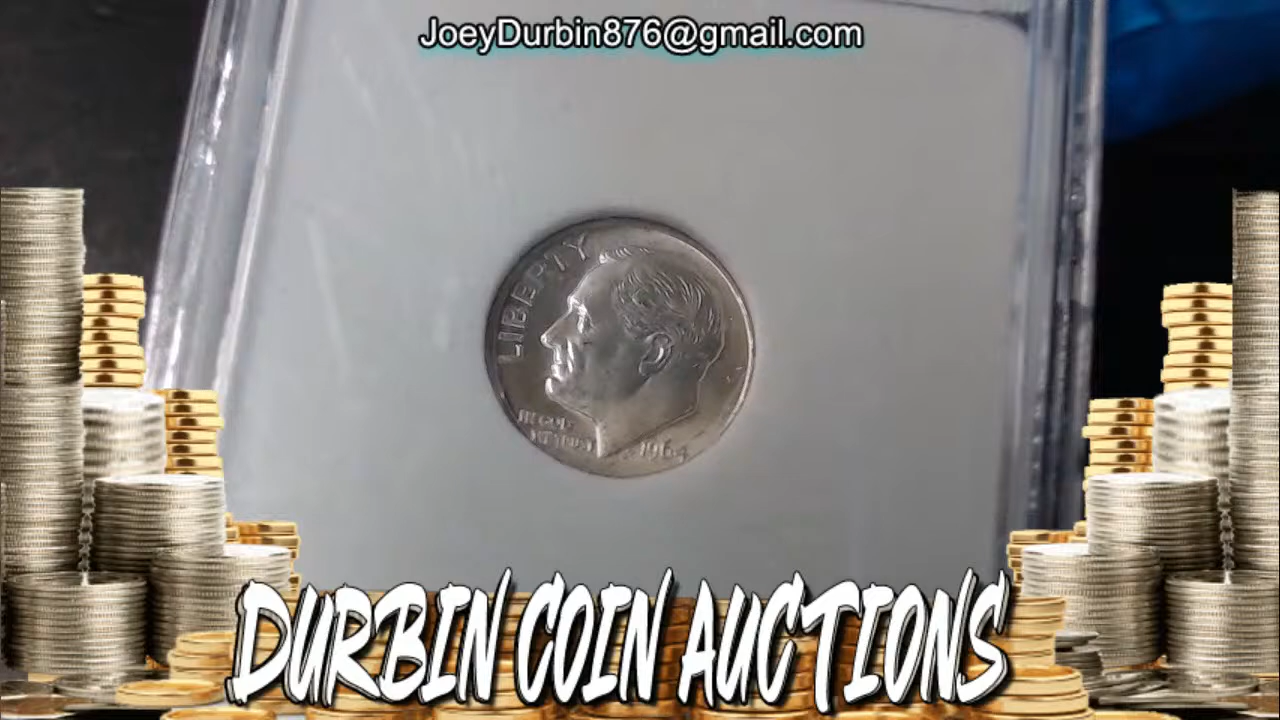 JoeyDurbin876@gmail.com
LIBERTY
IN GOD
WE TRUST
1964
DURBIN COIN AUCTIONS